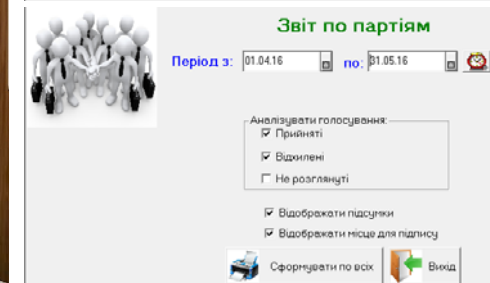 Звіт по партіям
Період з: 01.04.16 по: 31.05.16
Аналізувати голосування:
Прийняті
Відхилені
Не розглянуті
Відображати підсумки
Відображати місце для підпису
Сформувати по всіх Вихід